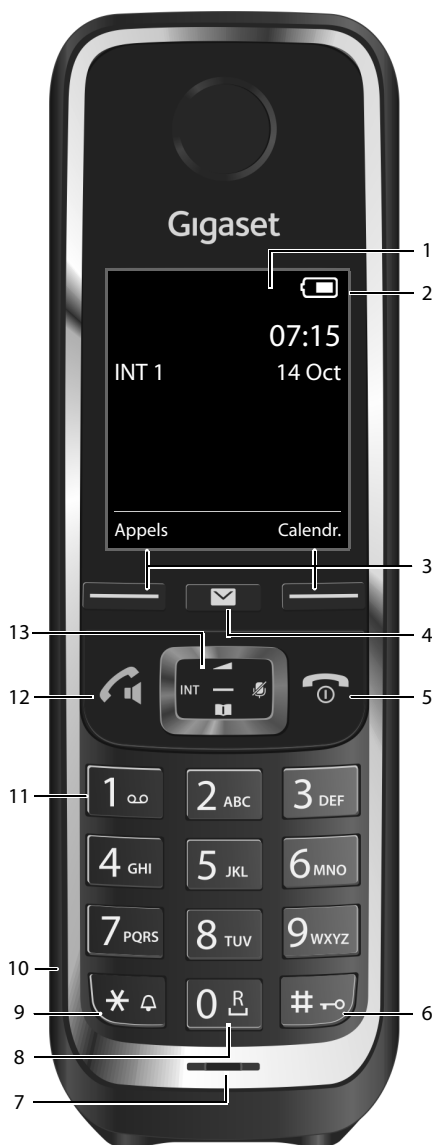 Gigaset
1
2
07:15
INT 1 14 Oct
Appels Calendr.
3
4
13
INT
12
5
11
1 2 ABC 3 DEF
4 GHI 5 JKL 6 MNO
7 PQRS 8 TUV 9 WXYZ
10
* 0 R #
9
6
8
7